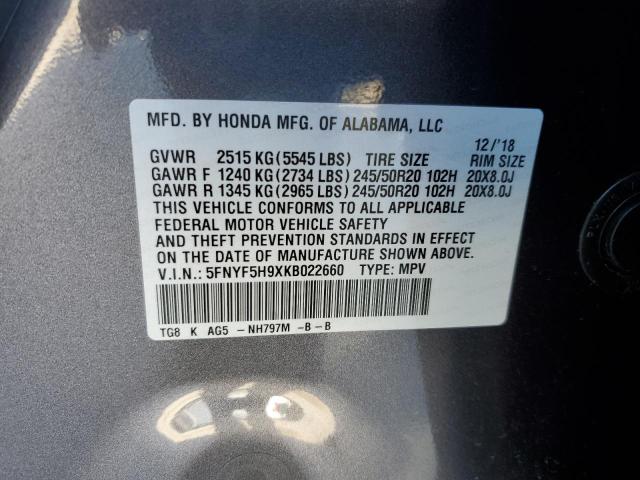 MFD. BY HONDA MFG. OF ALABAMA, LLC
12/'18
GVWR 2515 KG (5545 LBS) TIRE SIZE RIM SIZE
GAWR F 1240 KG (2734 LBS) 245/50R20 102H 20X8.0J
GAWR R 1345 KG (2965 LBS) 245/50R20 102H 20X8.0J
THIS VEHICLE CONFORMS TO ALL APPLICABLE
FEDERAL MOTOR VEHICLE SAFETY
AND THEFT PREVENTION STANDARDS IN EFFECT
ON THE DATE OF MANUFACTURE SHOWN ABOVE.
V.I.N.: 5FNYF5H9XKB022660 TYPE: MPV
TG8 K AG5 -NH797M -B-B